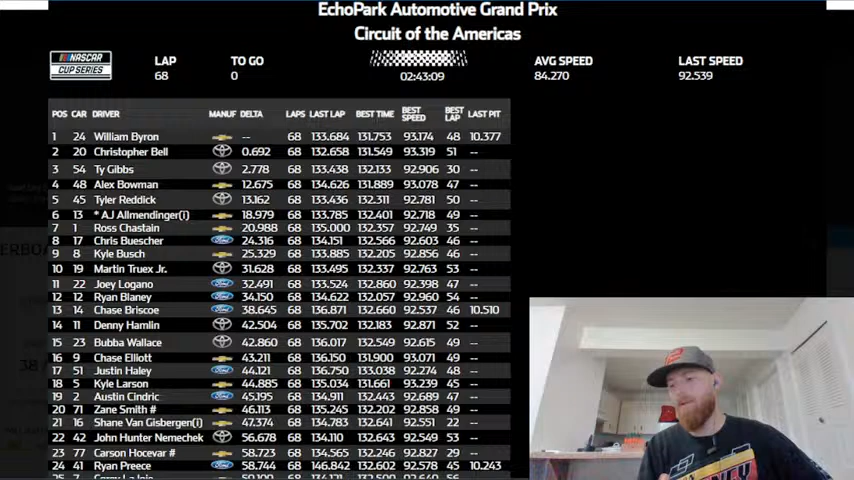 EchoPark Automotive Grand Prix
Circuit of the Americas
NASCAR CUP SERIES
LAP 68
TO GO 0
02:43:09
AVG SPEED 84.270
LAST SPEED 92.539
POS CAR DRIVER MANUF DELTA LAPS LAST LAP BEST TIME BEST SPEED BEST LAP LAST PIT
1 24 William Byron -- 68 133.684 131.753 93.174 48 10.377
2 20 Christopher Bell 0.692 68 132.658 131.549 93.319 51 --
3 54 Ty Gibbs 2.778 68 133.438 132.133 92.906 30 --
4 48 Alex Bowman 12.675 68 134.626 131.889 93.078 47 --
5 45 Tyler Reddick 13.162 68 133.436 132.311 92.781 50 --
6 13 * AJ Allmendinger(i) 18.979 68 133.785 132.401 92.718 49 --
7 1 Ross Chastain 20.988 68 135.000 132.357 92.749 35 --
8 17 Chris Buescher 24.316 68 134.151 132.566 92.603 46 --
9 8 Kyle Busch 25.329 68 133.885 132.205 92.856 46 --
10 19 Martin Truex Jr. 31.628 68 133.495 132.337 92.763 53 --
11 22 Joey Logano 32.491 68 133.524 132.860 92.398 47 --
12 12 Ryan Blaney 34.150 68 134.622 132.057 92.960 54 --
13 14 Chase Briscoe 38.645 68 136.871 132.660 92.537 46 10.510
14 11 Denny Hamlin 42.504 68 135.702 132.183 92.871 52 --
15 23 Bubba Wallace 42.860 68 136.017 132.549 92.615 49 --
16 9 Chase Elliott 43.211 68 136.150 131.900 93.071 49 --
17 51 Justin Haley 44.121 68 136.750 133.038 92.274 48 --
18 5 Kyle Larson 44.885 68 135.034 131.661 93.239 45 --
19 2 Austin Cindric 45.195 68 134.911 132.443 92.689 47 --
20 71 Zane Smith # 46.113 68 135.245 132.202 92.858 49 --
21 16 Shane Van Gisbergen(i) 47.374 68 134.783 132.641 92.551 22 --
22 42 John Hunter Nemechek 56.678 68 134.110 132.643 92.549 53 --
23 77 Carson Hocevar # 58.723 68 134.565 132.246 92.827 29 --
24 41 Ryan Preece 58.744 68 146.842 132.602 92.578 45 10.243